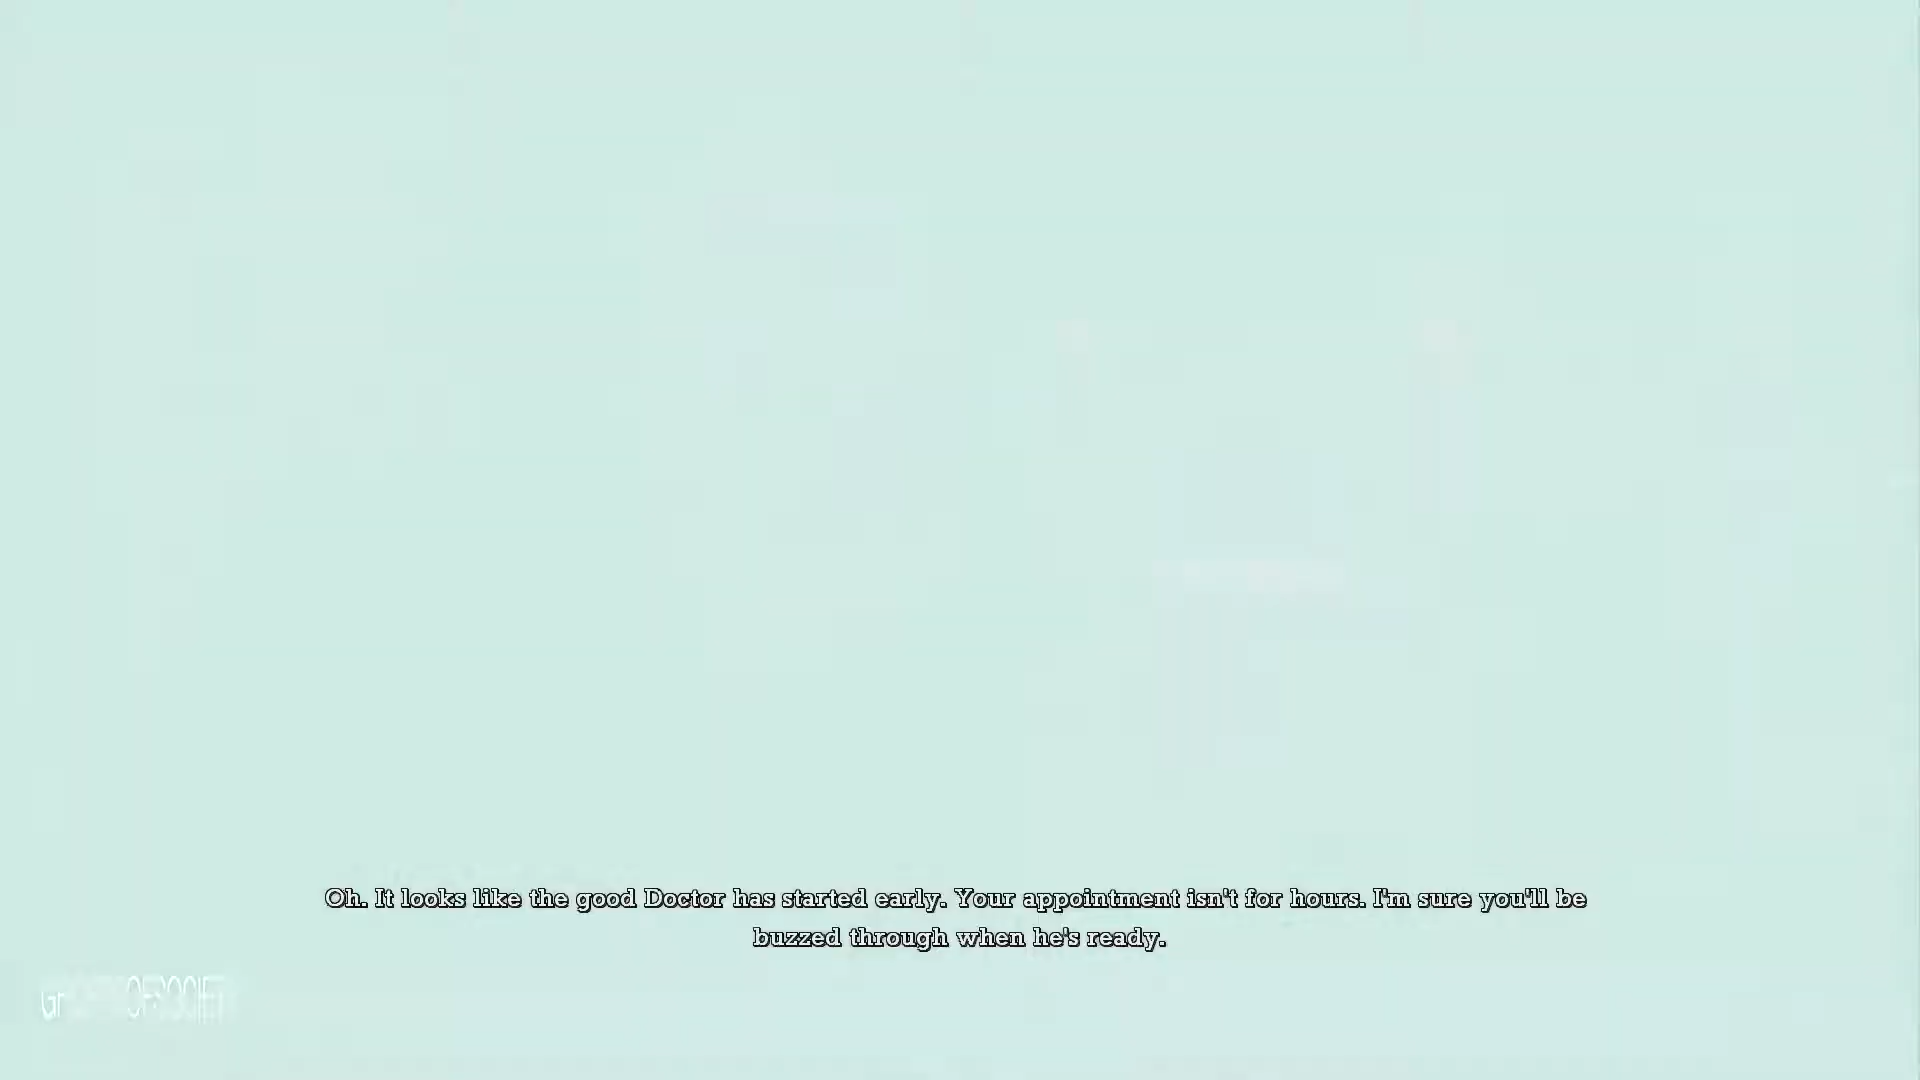 Oh. It looks like the good Doctor has started early. Your appointment isn't for hours. I'm sure you'll be
buzzed through when he's ready.